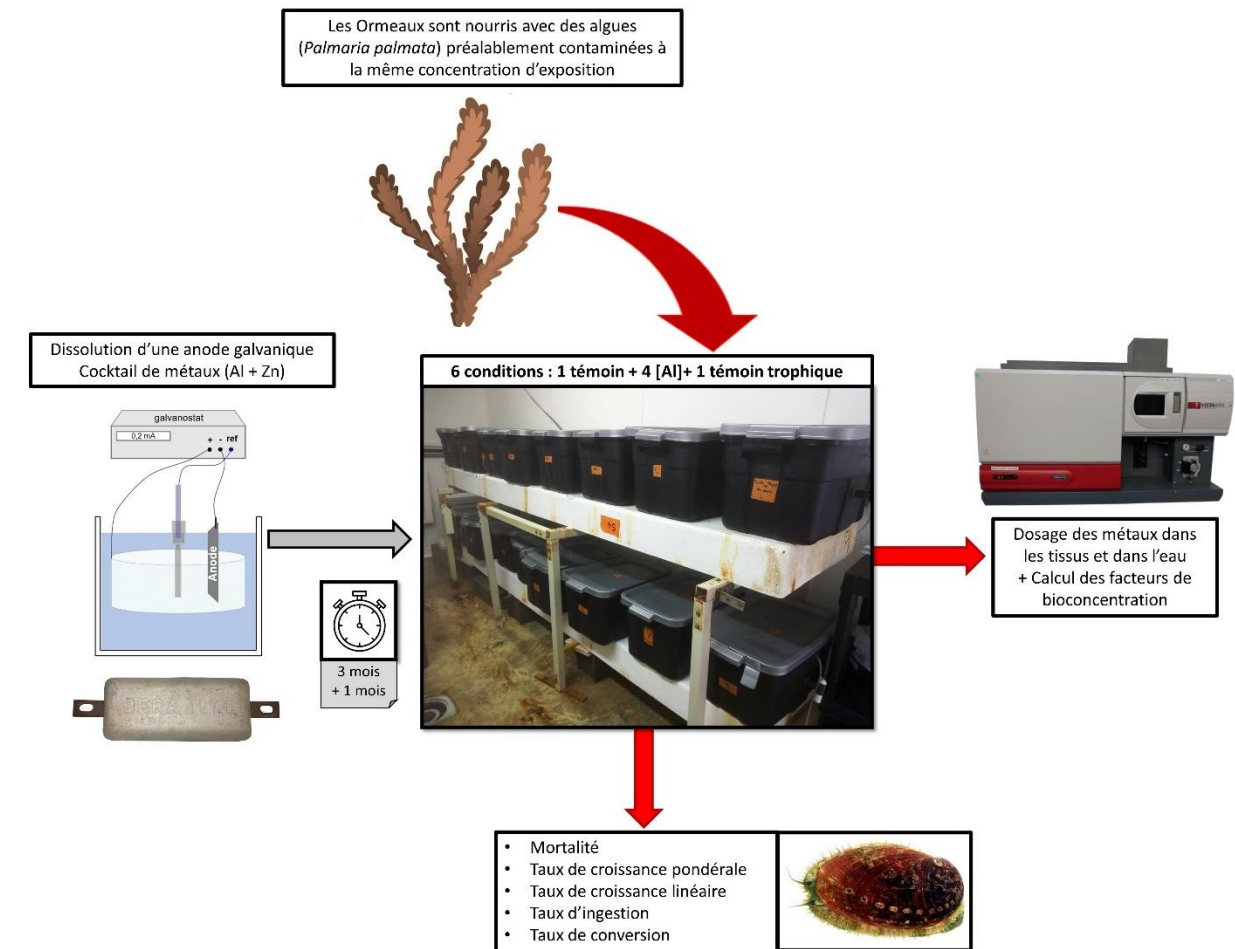 Les Ormeaux sont nourris avec des algues
(Palmaria palmata) préalablement contaminées à
la même concentration d'exposition
Dissolution d'une anode galvanique
Cocktail de métaux (Al + Zn)
galvanostat
0,2 mA
+ - ref
Anode
3 mois
+ 1 mois
6 conditions : 1 témoin + 4 [Al]+ 1 témoin trophique
Dosage des métaux dans
les tissus et dans l'eau
+ Calcul des facteurs de
bioconcentration
• Mortalité
• Taux de croissance pondérale
• Taux de croissance linéaire
• Taux d'ingestion
• Taux de conversion